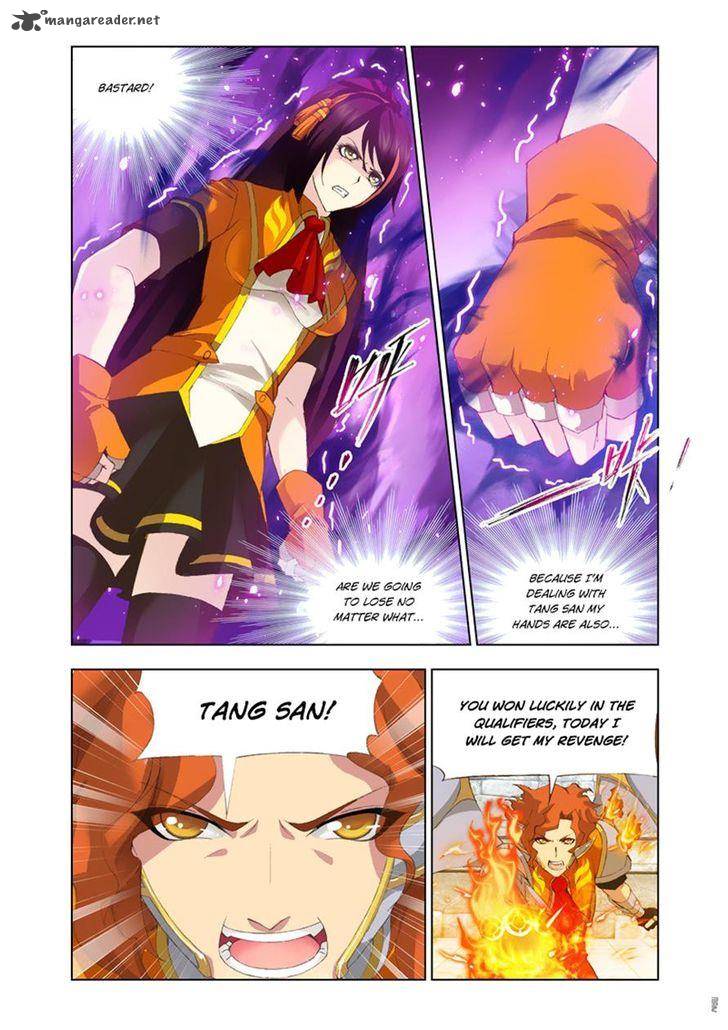 mangareader.net
BASTARD!
呼
ARE WE GOING
TO LOSE NO
MATTER WHAT...
BECAUSE I'M
DEALING WITH
TANG SAN MY
HANDS ARE ALSO...
TANG SAN!
YOU WON LUCKILY IN THE
QUALIFIERS, TODAY I
WILL GET MY REVENGE!